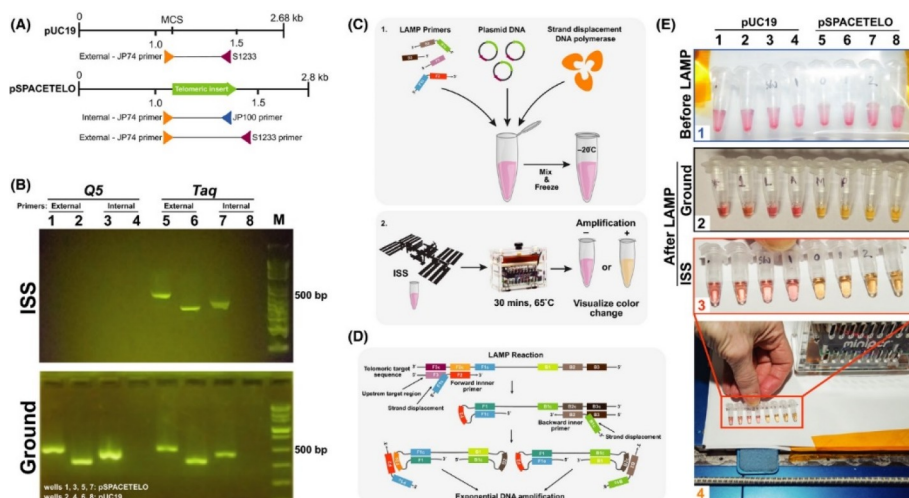 (A)
0 MCS 2.68 kb
pUC19
1.0 1.5
External - JP74 primer S1233
0 2.8 kb
pSPACETELO Telomeric Insert
1.0 1.5
Internal - JP74 primer JP100 primer
External - JP74 primer S1233 primer
(B)
Q5 Taq
Primers: External Internal External Internal
1 2 3 4 5 6 7 8 M
ISS
500 bp
Ground
500 bp
wells 1, 3, 5, 7: pSPACETELO
wells 2, 4, 6, 8: pUC19
(C)
1. LAMP Primers Plasmid DNA Strand displacement
DNA polymerase
-20°C
Mix
&
Freeze
2.
Amplification
- +
ISS
or
30 mins, 65°C
Visualize color
change
(D)
LAMP Reaction
Telomeric target
sequence
Upstrem target region
Forward Innner
primer
Strand displacement
Backward inner
primer
Strand displacement
Exponential DNA amplification
(E)
pUC19 pSPACETELO
1 2 3 4 5 6 7 8
Before LAMP
1
After LAMP
Ground
2
ISS
3
minipcr
4